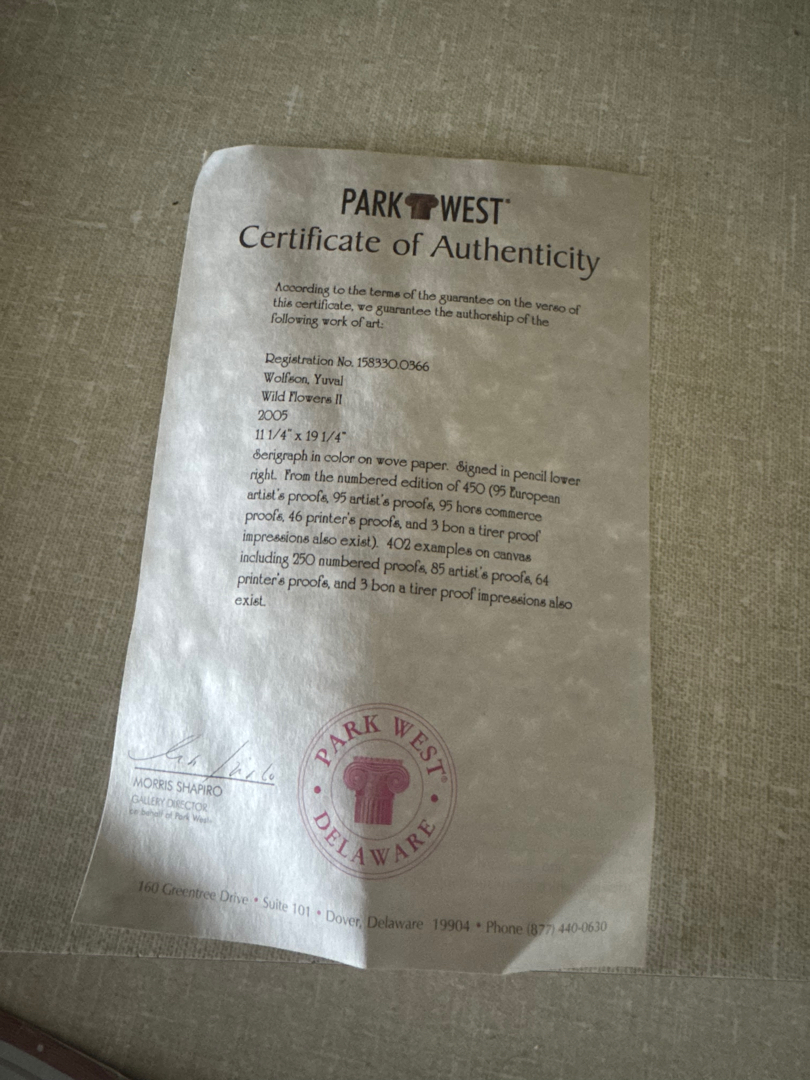 PARK WEST®
Certificate of Authenticity
According to the terms of the guarantee on the verso of
this certificate, we guarantee the authorship of the
following work of art:
Registration No. 158330.0366
Wolfson, Yuval
Wild Flowers II
2005
11 1/4" x 19 1/4"
Serigraph in color on wove paper. Signed in pencil lower
right. From the numbered edition of 450 (95 European
artist's proofs, 95 artist's proofs, 95 hors commerce
proofs, 46 printer's proofs, and 3 bon a tirer proof
impressions also exist). 402 examples on canvas
including 250 numbered proofs, 85 artist's proofs, 64
printer's proofs, and 3 bon a tirer proof impressions also
exist.
MORRIS SHAPIRO
GALLERY DIRECTOR
on behalf of Park West®
PARK WEST®
• DELAWARE •
160 Greentree Drive • Suite 101 • Dover, Delaware 19904 • Phone (877) 440-0630